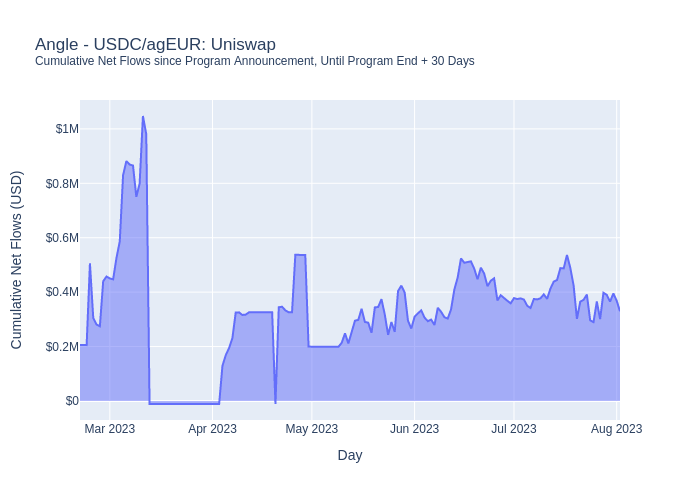 Angle - USDC/agEUR: Uniswap
Cumulative Net Flows since Program Announcement, Until Program End + 30 Days
Cumulative Net Flows (USD)
$1M
$0.8M
$0.6M
$0.4M
$0.2M
$0
Mar 2023 Apr 2023 May 2023 Jun 2023 Jul 2023 Aug 2023
Day